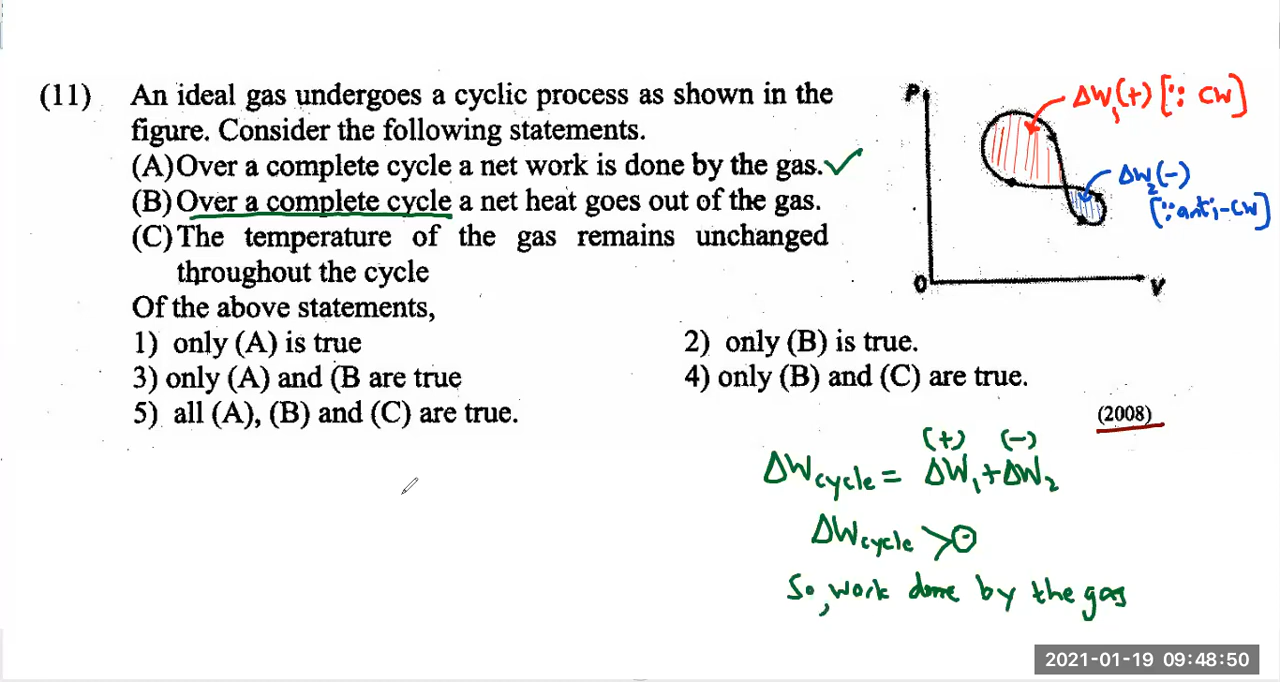 (11) An ideal gas undergoes a cyclic process as shown in the
figure. Consider the following statements.
(A)Over a complete cycle a net work is done by the gas.✓
(B)Over a complete cycle a net heat goes out of the gas.
(C)The temperature of the gas remains unchanged
throughout the cycle
Of the above statements,
1) only (A) is true
2) only (B) is true.
3) only (A) and (B are true
4) only (B) and (C) are true.
5) all (A), (B) and (C) are true.
(2008)
P
ΔW₁(+) [∵ CW]
ΔW₂(-)
[∵ anti-CW]
O
V
(+) (-)
ΔWcycle = ΔW₁+ΔW₂
ΔWcycle >0
So, work done by the gas
2021-01-19 09:48:50